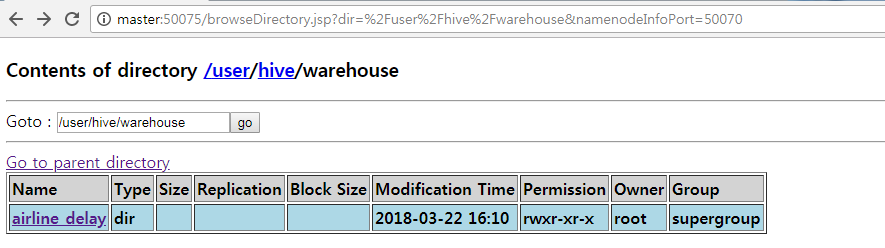 master:50075/browseDirectory.jsp?dir=%2Fuser%2Fhive%2Fwarehouse&namenodeInfoPort=50070
Contents of directory /user/hive/warehouse
Goto : /user/hive/warehouse go
Go to parent directory
Name Type Size Replication Block Size Modification Time Permission Owner Group
airline_delay dir 2018-03-22 16:10 rwxr-xr-x root supergroup